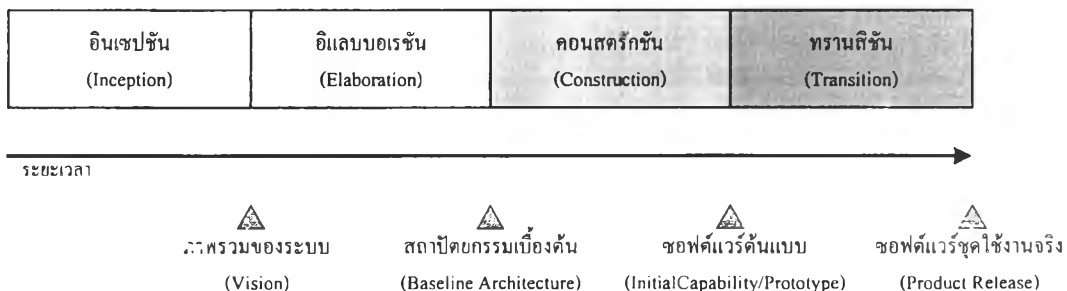 อินเซปชัน อิแลบบอเรชัน คอนสตรักชัน ทรานสิชัน
(Inception) (Elaboration) (Construction) (Transition)
ระยะเวลา
ภาพรวมของระบบ สถาปัตยกรรมเบื้องต้น ซอฟต์แวร์ต้นแบบ ซอฟต์แวร์ชุดใช้งานจริง
(Vision) (Baseline Architecture) (InitialCapability/Prototype) (Product Release)